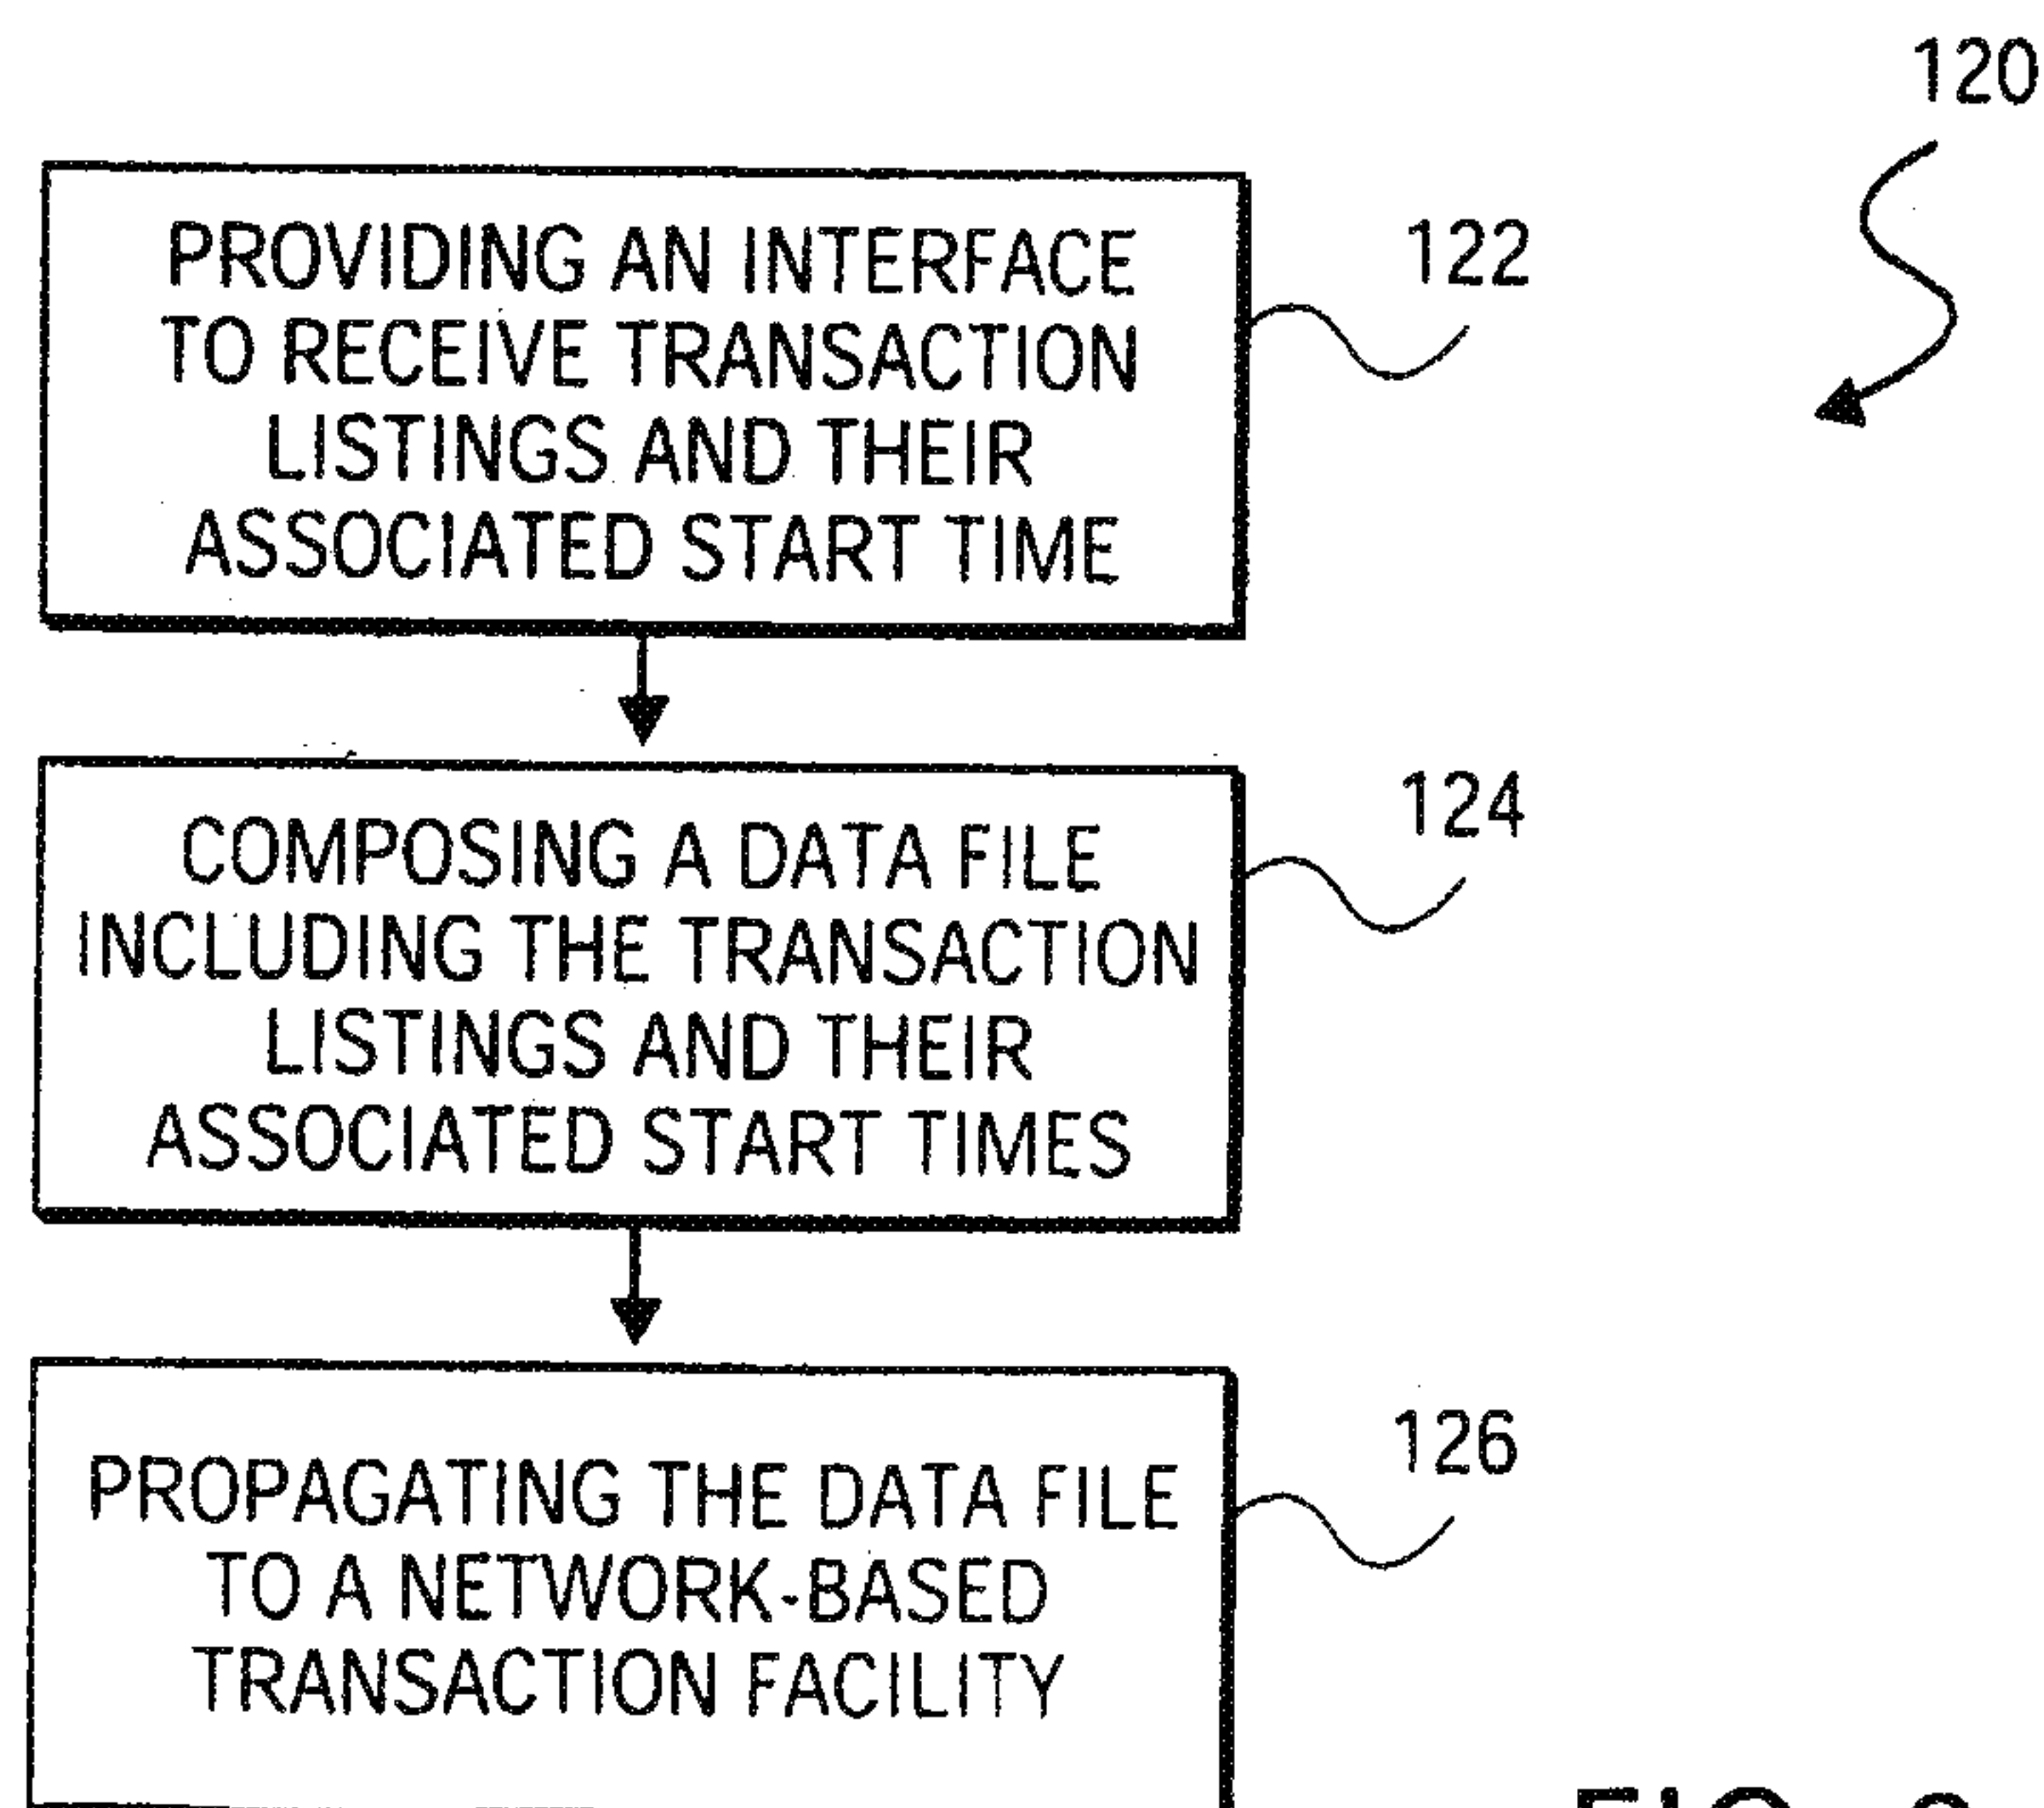 120
PROVIDING AN INTERFACE
TO RECEIVE TRANSACTION
LISTINGS AND THEIR
ASSOCIATED START TIME
122
COMPOSING A DATA FILE
INCLUDING THE TRANSACTION
LISTINGS AND THEIR
ASSOCIATED START TIMES
124
PROPAGATING THE DATA FILE
TO A NETWORK-BASED
TRANSACTION FACILITY
126